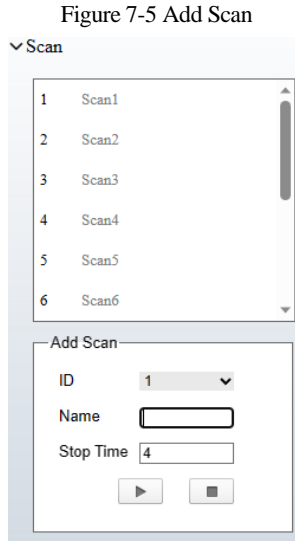 Figure 7-5 Add Scan
Scan
1 Scan1
2 Scan2
3 Scan3
4 Scan4
5 Scan5
6 Scan6
Add Scan
ID 1
Name
Stop Time 4